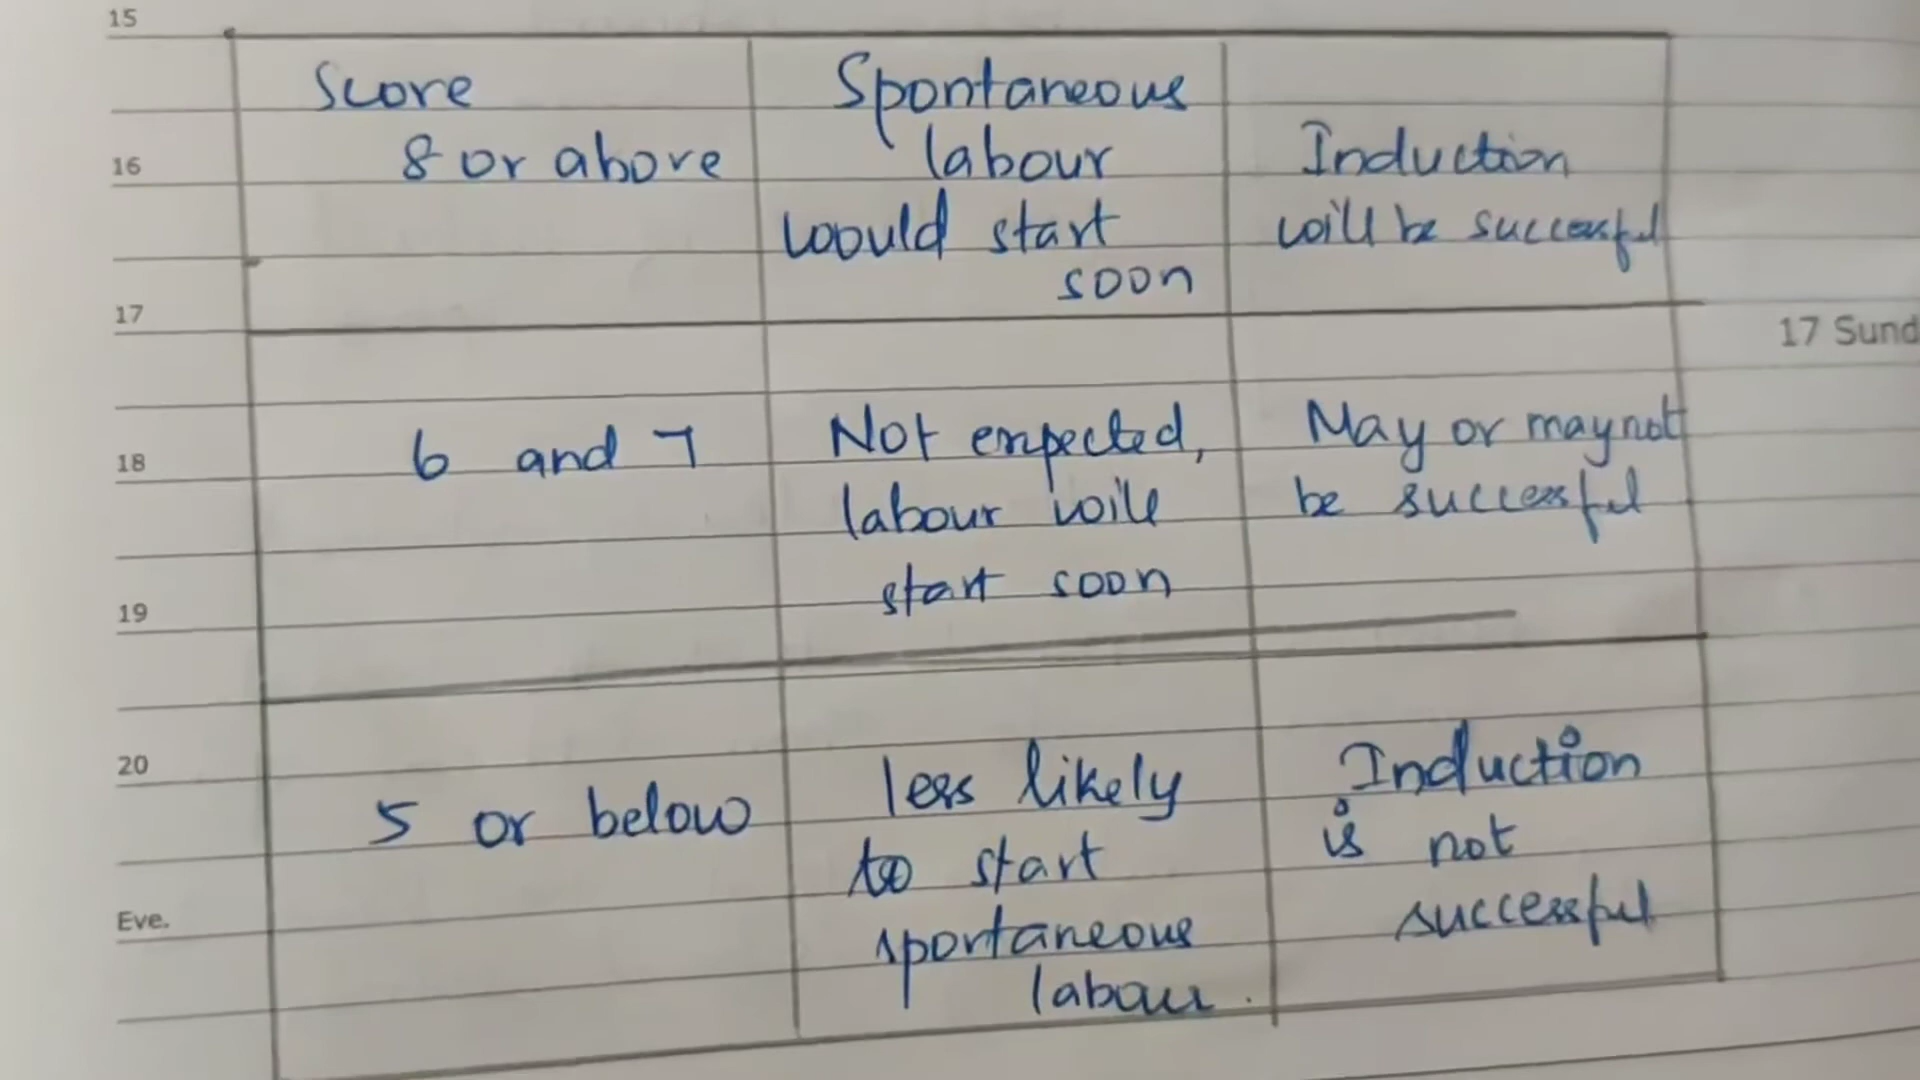 15
Score
8 or above
Spontaneous
labour
would start
soon
Induction
will be successful
16
17
17 Sund
6 and 7
Not expected,
labour will
start soon
May or may not
be successful
18
19
5 or below
less likely
to start
spontaneous
labour.
Induction
is not
successful
20
Eve.